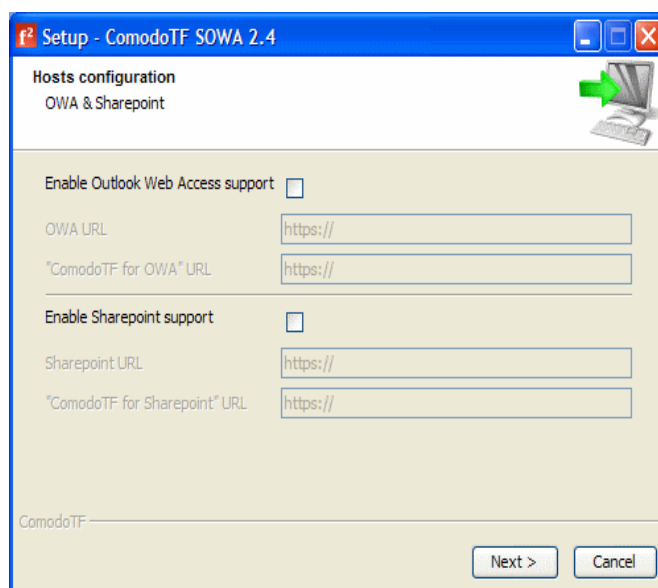 f² Setup - ComodoTF SOWA 2.4
Hosts configuration
OWA & Sharepoint
Enable Outlook Web Access support
OWA URL https://
"ComodoTF for OWA" URL https://
Enable Sharepoint support
Sharepoint URL https://
"ComodoTF for Sharepoint" URL https://
ComodoTF
Next > Cancel